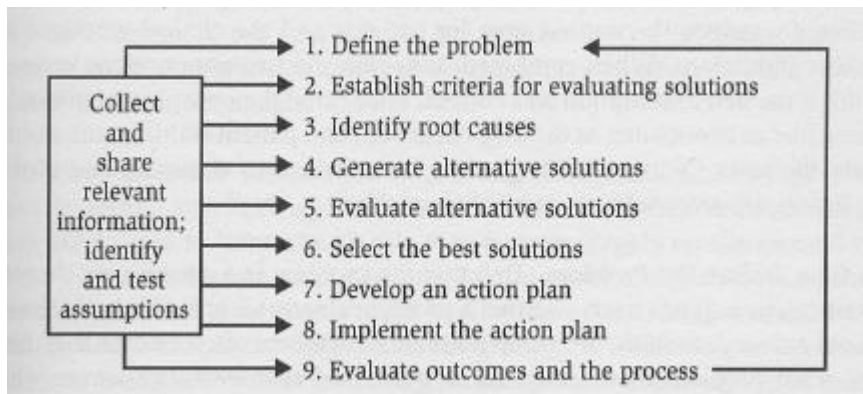 1. Define the problem
2. Establish criteria for evaluating solutions
3. Identify root causes
4. Generate alternative solutions
5. Evaluate alternative solutions
6. Select the best solutions
7. Develop an action plan
8. Implement the action plan
9. Evaluate outcomes and the process
Collect
and
share
relevant
information;
identify
and test
assumptions